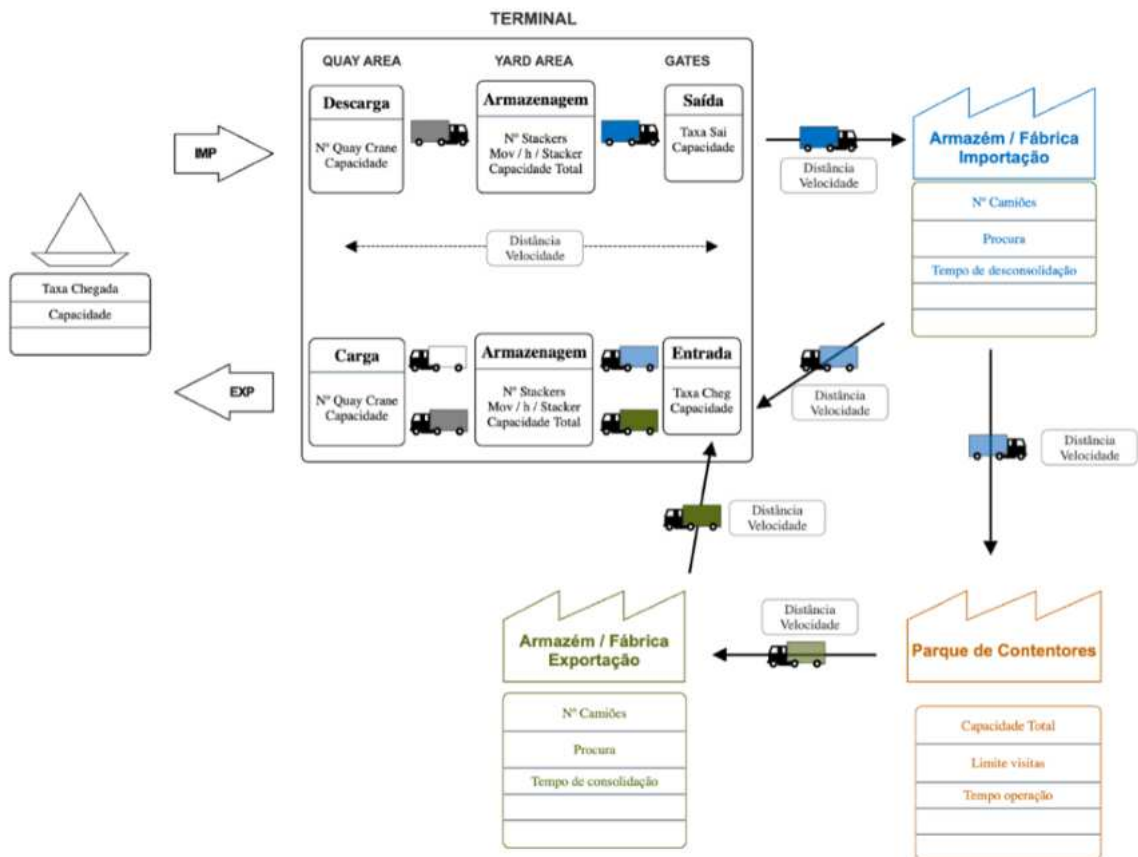 TERMINAL
QUAY AREA
YARD AREA
GATES
Descarga
Nº Quay Crane
Capacidade
Armazenagem
Nº Stackers
Mov / h / Stacker
Capacidade Total
Saída
Taxa Sai
Capacidade
IMP
Distância
Velocidade
Armazém / Fábrica
Importação
Nº Camiões
Procura
Tempo de desconsolidação
Distância
Velocidade
Taxa Chegada
Capacidade
EXP
Carga
Nº Quay Crane
Capacidade
Armazenagem
Nº Stackers
Mov / h / Stacker
Capacidade Total
Entrada
Taxa Cheg
Capacidade
Distância
Velocidade
Distância
Velocidade
Distância
Velocidade
Armazém / Fábrica
Exportação
Nº Camiões
Procura
Tempo de consolidação
Distância
Velocidade
Parque de Contentores
Capacidade Total
Limite visitas
Tempo operação